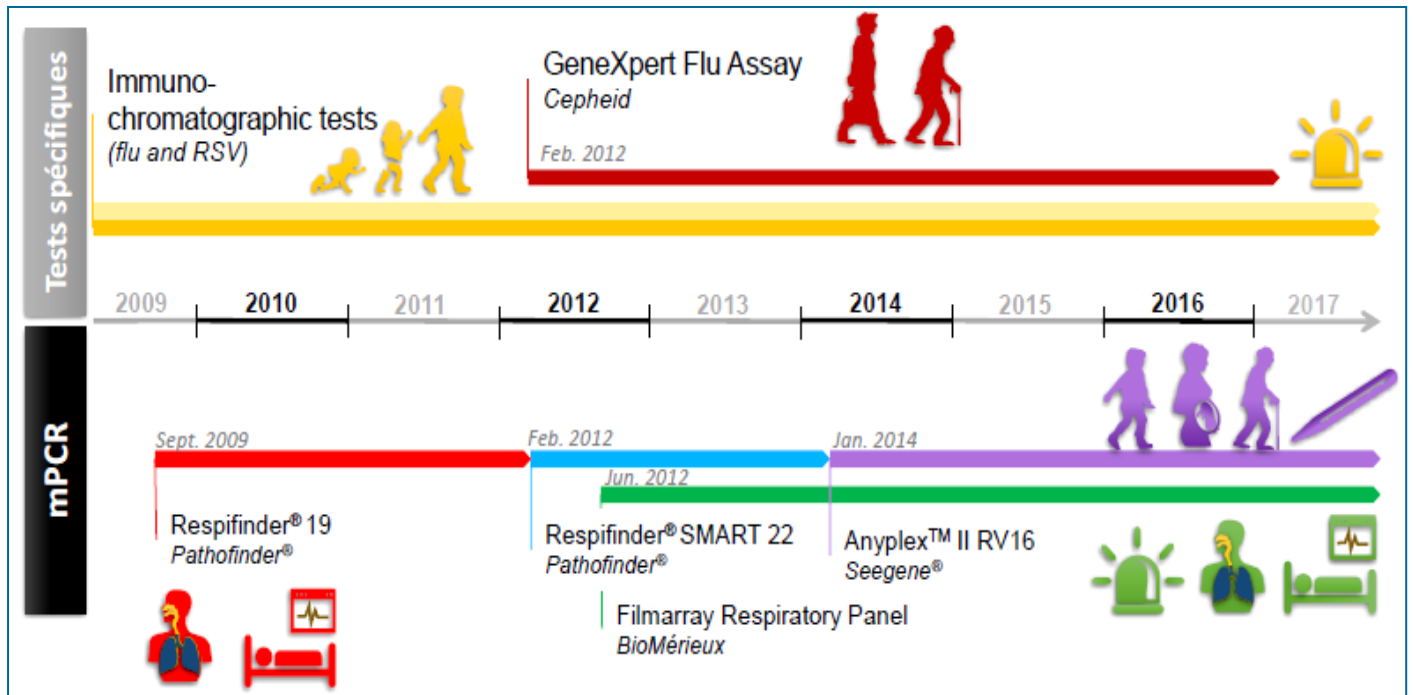 Tests spécifiques
Immuno-
chromatographic tests
(flu and RSV)
GeneXpert Flu Assay
Cepheid
Feb. 2012
2009
2010
2011
2012
2013
2014
2015
2016
2017
mPCR
Sept. 2009
Feb. 2012
Jan. 2014
Jun. 2012
Respifinder® 19
Pathofinder®
Respifinder® SMART 22
Pathofinder®
Anyplex™ II RV16
Seegene®
Filmarray Respiratory Panel
BioMérieux